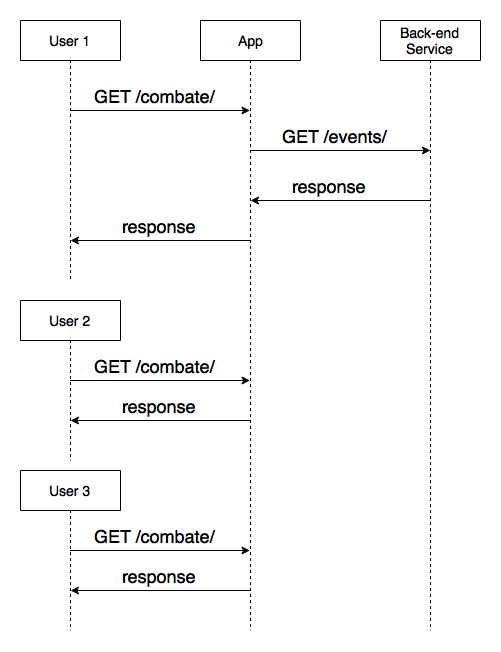 User 1
App
Back-end
Service
GET /combate/
GET /events/
response
response
User 2
GET /combate/
response
User 3
GET /combate/
response